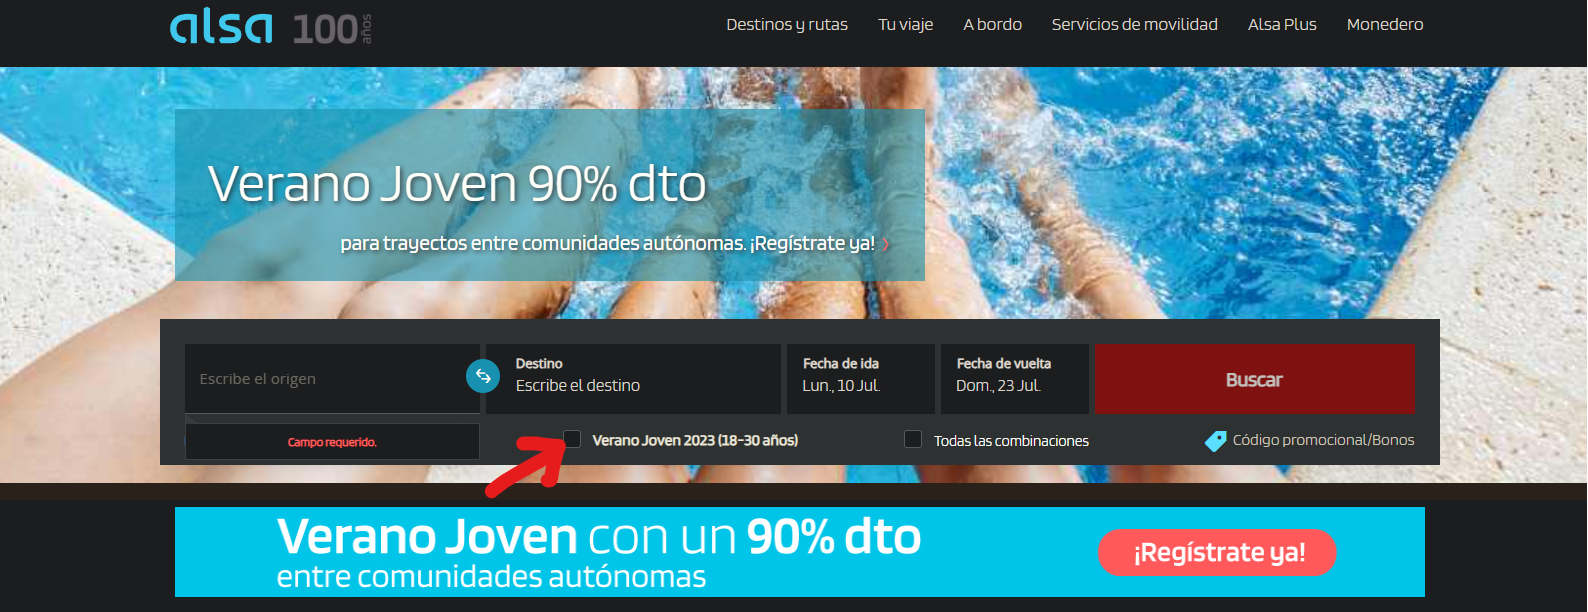 alsa 100 años
Destinos y rutas Tu viaje A bordo Servicios de movilidad Alsa Plus Monedero
Verano Joven 90% dto
para trayectos entre comunidades autónomas. ¡Regístrate ya! >
Escribe el origen
Destino
Escribe el destino
Fecha de ida
Lun., 10 Jul.
Fecha de vuelta
Dom., 23 Jul.
Buscar
Campo requerido.
Verano Joven 2023 (18-30 años)
Todas las combinaciones
Código promocional/Bonos
Verano Joven con un 90% dto
entre comunidades autónomas
¡Regístrate ya!